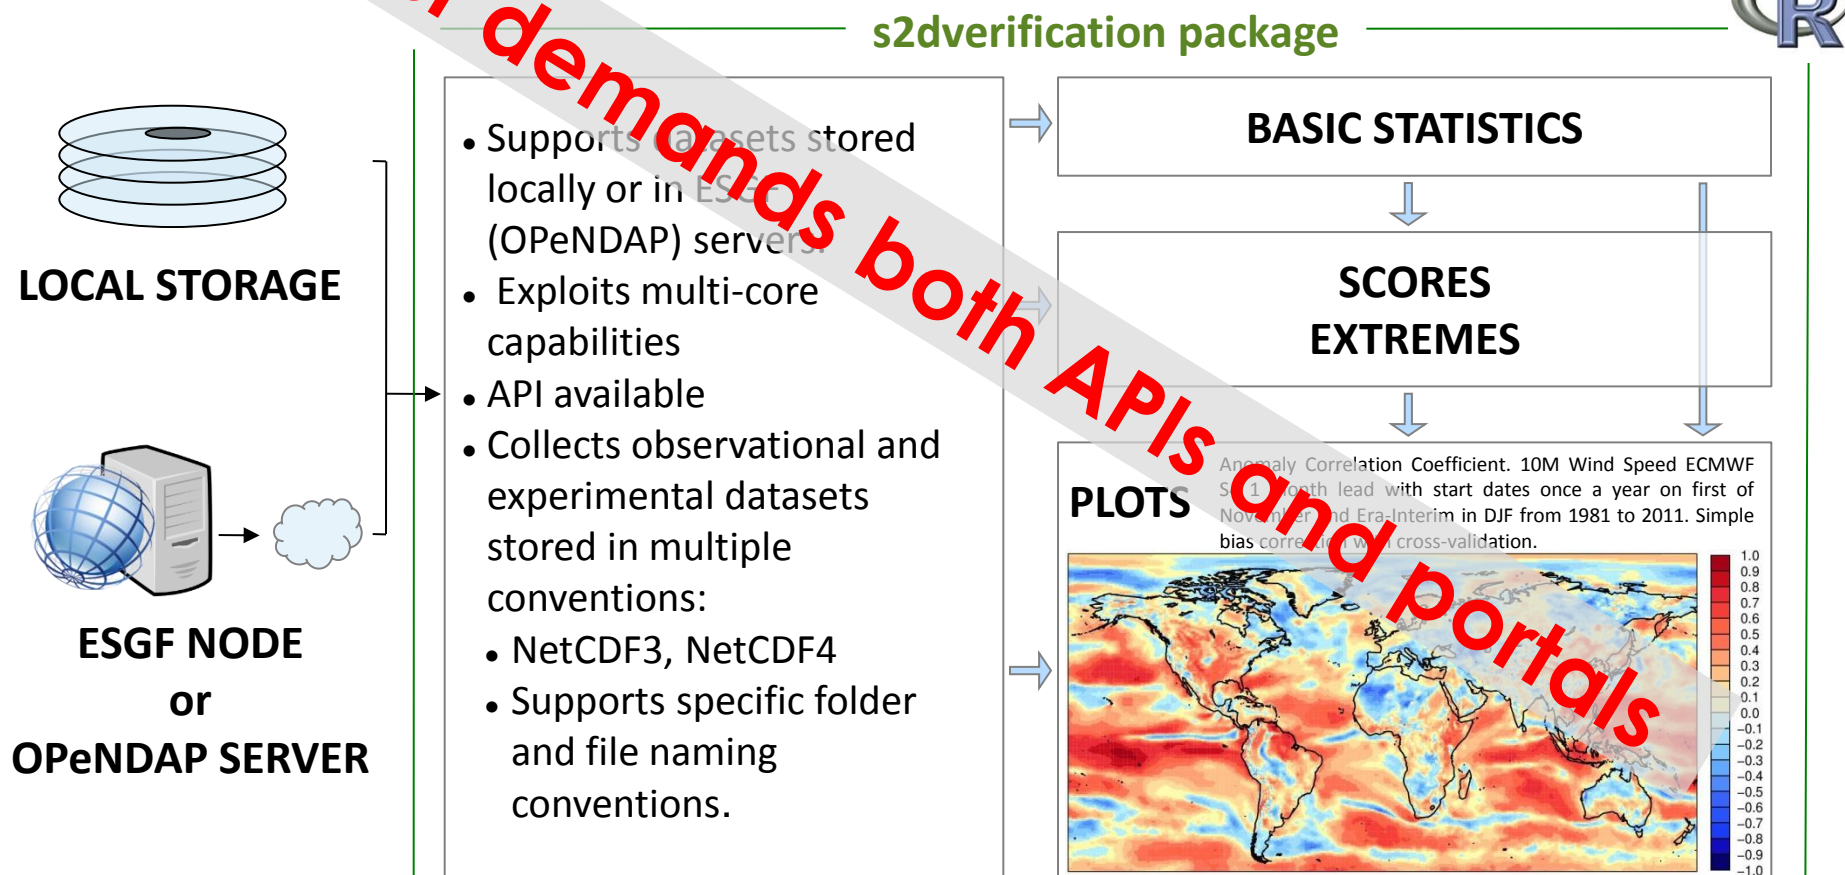 s2dverification package
R
LOCAL STORAGE
ESGF NODE
or
OPeNDAP SERVER
• Supports datasets stored
locally or in ESGF
(OPeNDAP) servers.
• Exploits multi-core
capabilities
• API available
• Collects observational and
experimental datasets
stored in multiple
conventions:
• NetCDF3, NetCDF4
• Supports specific folder
and file naming
conventions.
BASIC STATISTICS
SCORES
EXTREMES
PLOTS
Anomaly Correlation Coefficient. 10M Wind Speed ECMWF
1 month lead with start dates once a year on first of
November and Era-Interim in DJF from 1981 to 2011. Simple
bias correction with cross-validation.
1.0
0.9
0.8
0.7
0.6
0.5
0.4
0.3
0.2
0.1
0.0
−0.1
−0.2
−0.3
−0.4
−0.5
−0.6
−0.7
−0.8
−0.9
−1.0
demands both APIs and portals